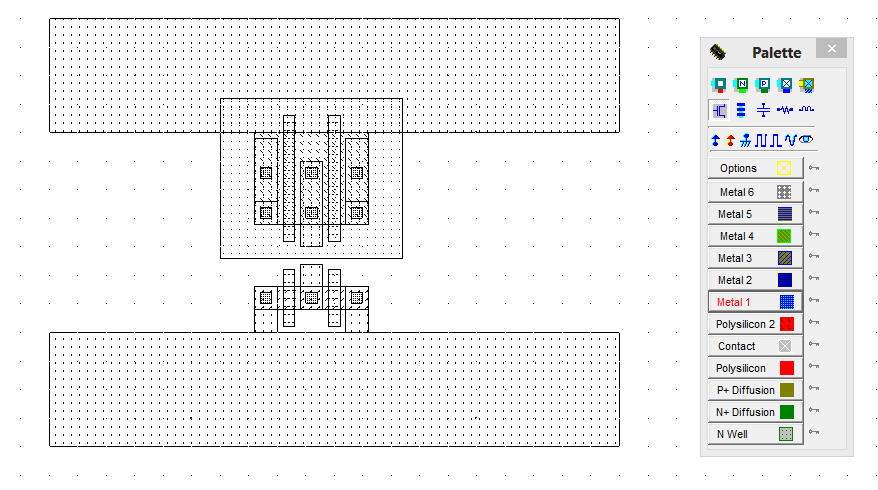 Palette
N P
Options
Metal 6
Metal 5
Metal 4
Metal 3
Metal 2
Metal 1
Polysilicon 2
Contact
Polysilicon
P+ Diffusion
N+ Diffusion
N Well